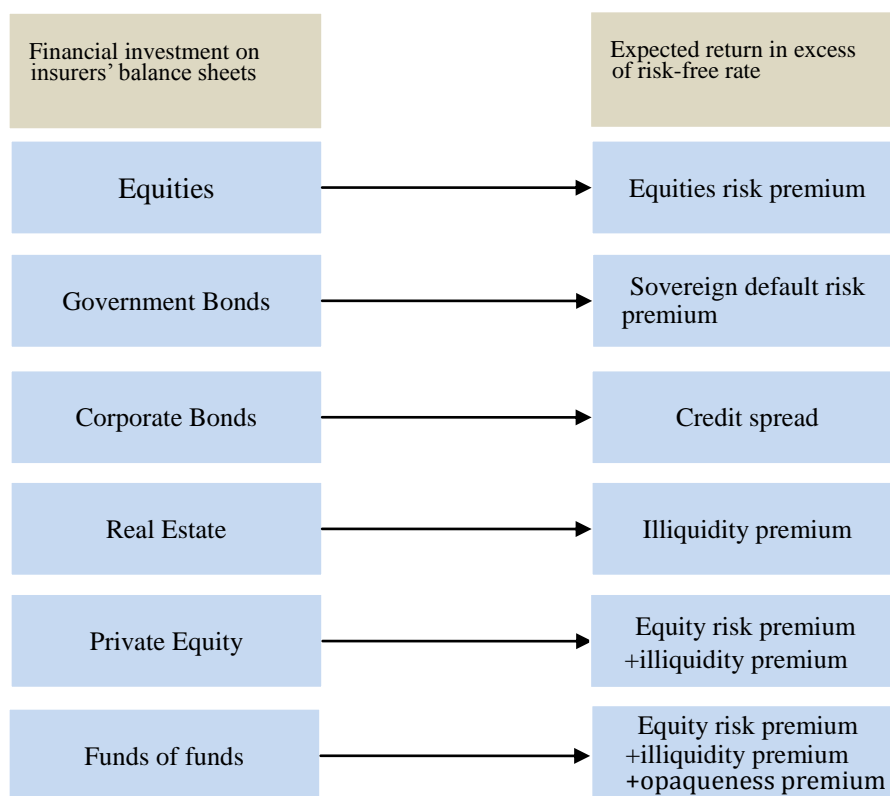 Financial investment on
insurers’ balance sheets
Expected return in excess
of risk-free rate
Equities
Equities risk premium
Government Bonds
Sovereign default risk
premium
Corporate Bonds
Credit spread
Real Estate
Illiquidity premium
Private Equity
Equity risk premium
+illiquidity premium
Funds of funds
Equity risk premium
+illiquidity premium
+opaqueness premium